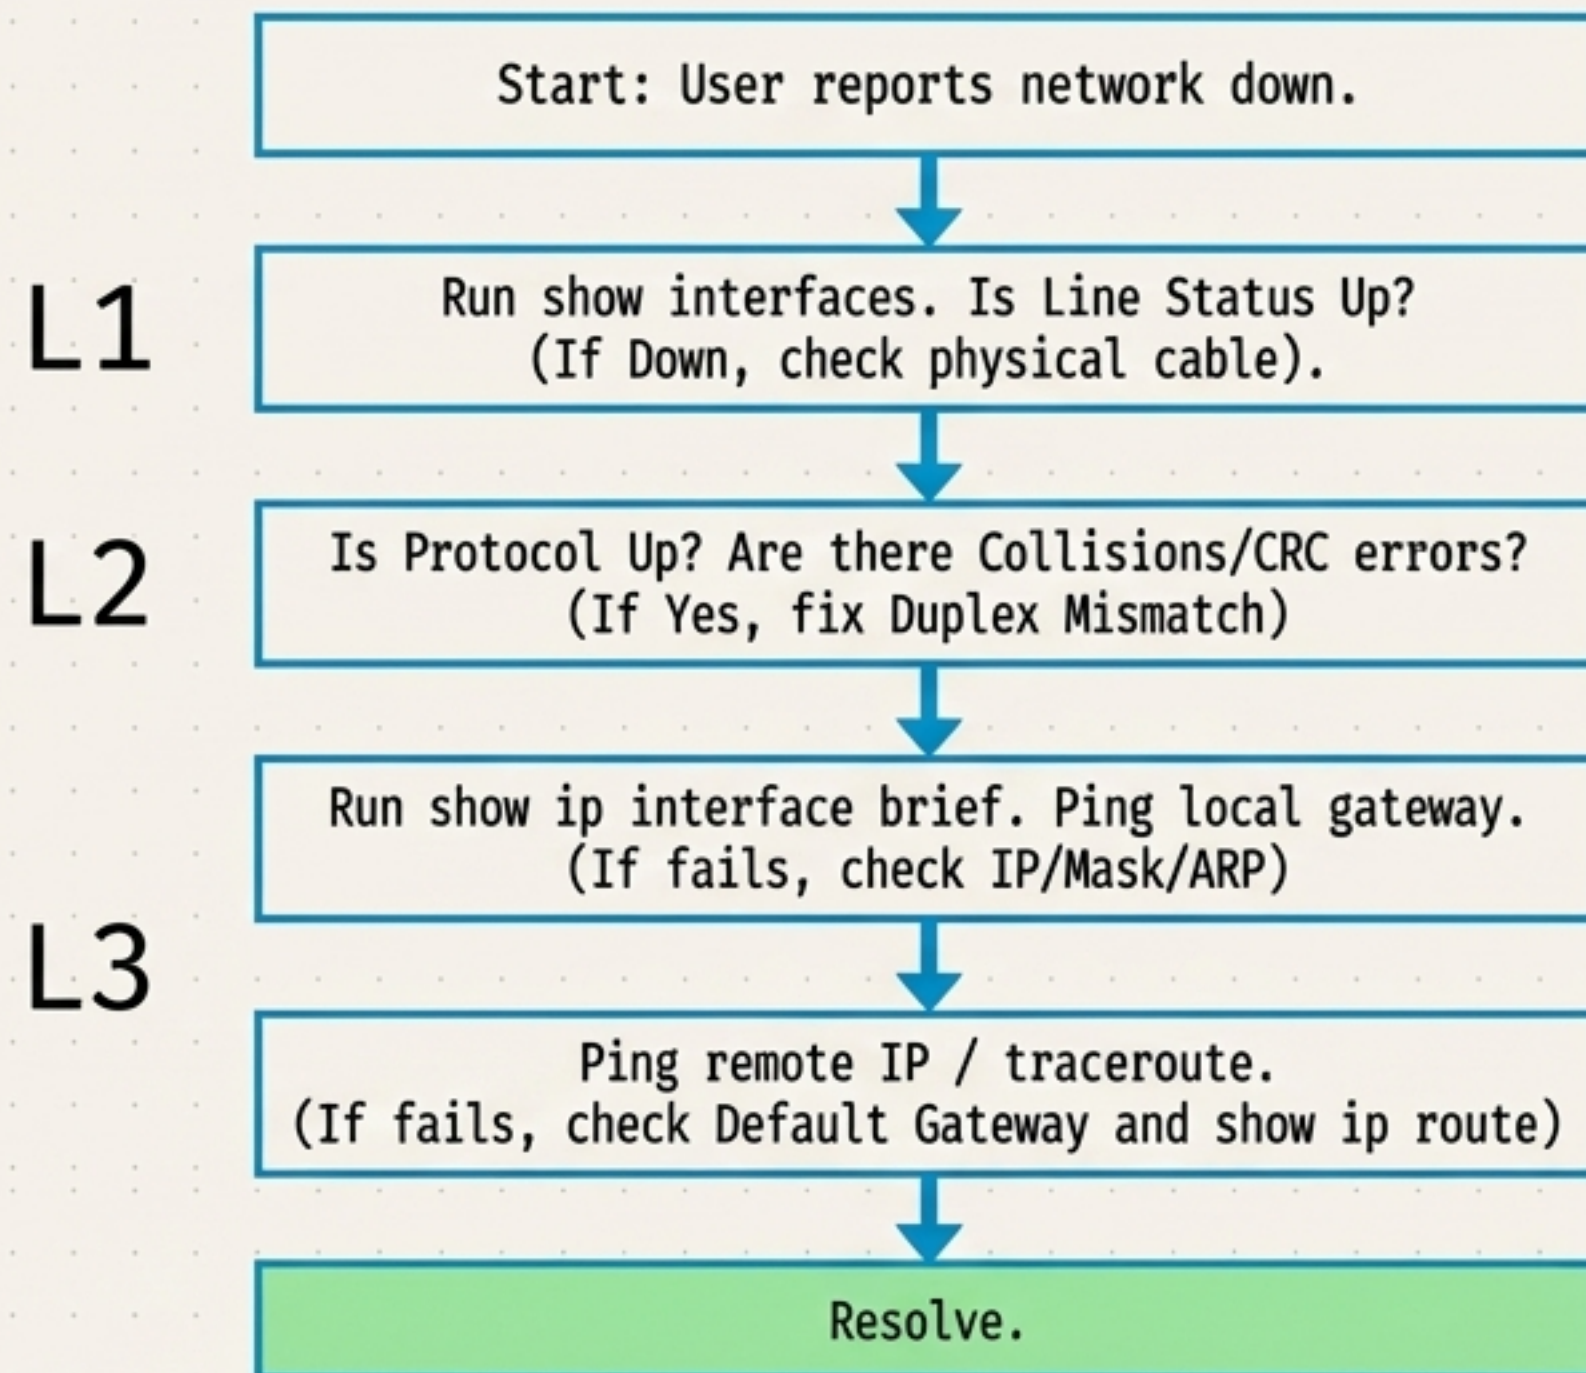 Start: User reports network down.
L1
Run show interfaces. Is Line Status Up?
(If Down, check physical cable).
L2
Is Protocol Up? Are there Collisions/CRC errors?
(If Yes, fix Duplex Mismatch)
L3
Run show ip interface brief. Ping local gateway.
(If fails, check IP/Mask/ARP)
Ping remote IP / traceroute.
(If fails, check Default Gateway and show ip route)
Resolve.